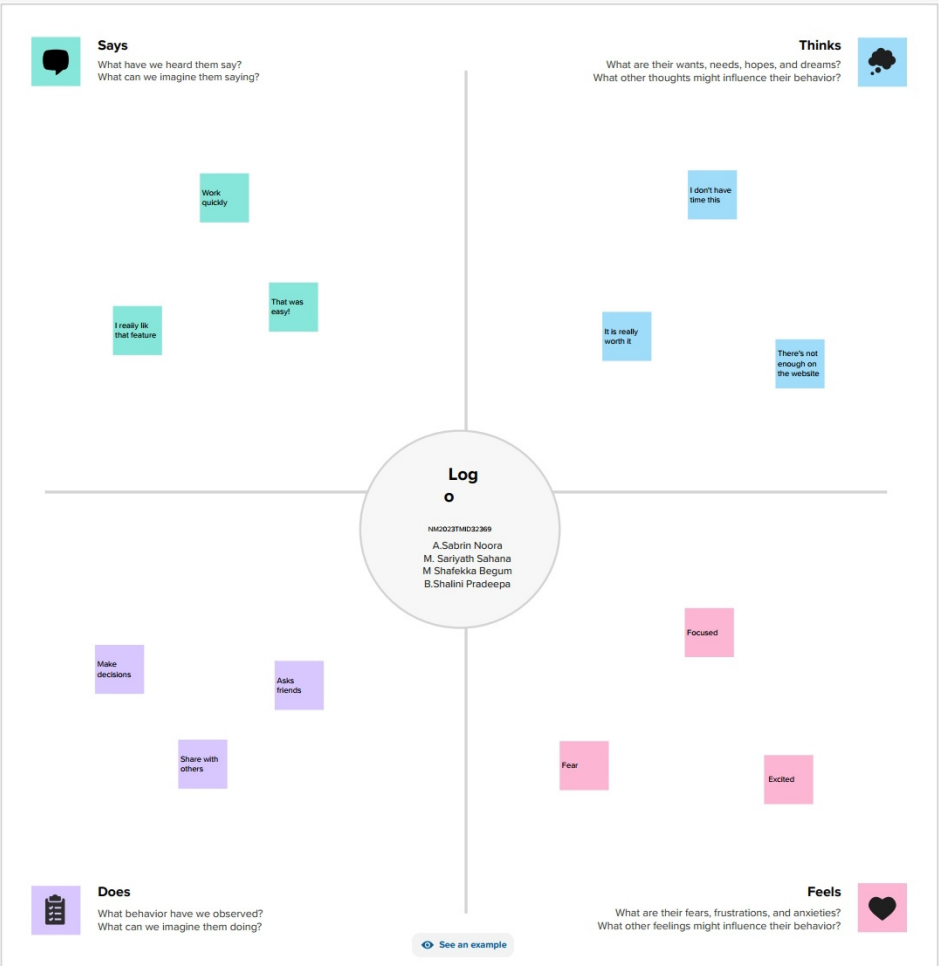 Says
What have we heard them say?
What can we imagine them saying?
Thinks
What are their wants, needs, hopes, and dreams?
What other thoughts might influence their behavior?
Work
quickly
That was
easy!
I really lik
that feature
I don't have
time this
It is really
worth it
There's not
enough on
the website
Log
o
NM2023TMID32369
A.Sabrin Noora
M. Sariyath Sahana
M Shafekka Begum
B.Shalini Pradeepa
Make
decisions
Asks
friends
Share with
others
Focused
Fear
Excited
Does
What behavior have we observed?
What can we imagine them doing?
Feels
What are their fears, frustrations, and anxieties?
What other feelings might influence their behavior?
See an example